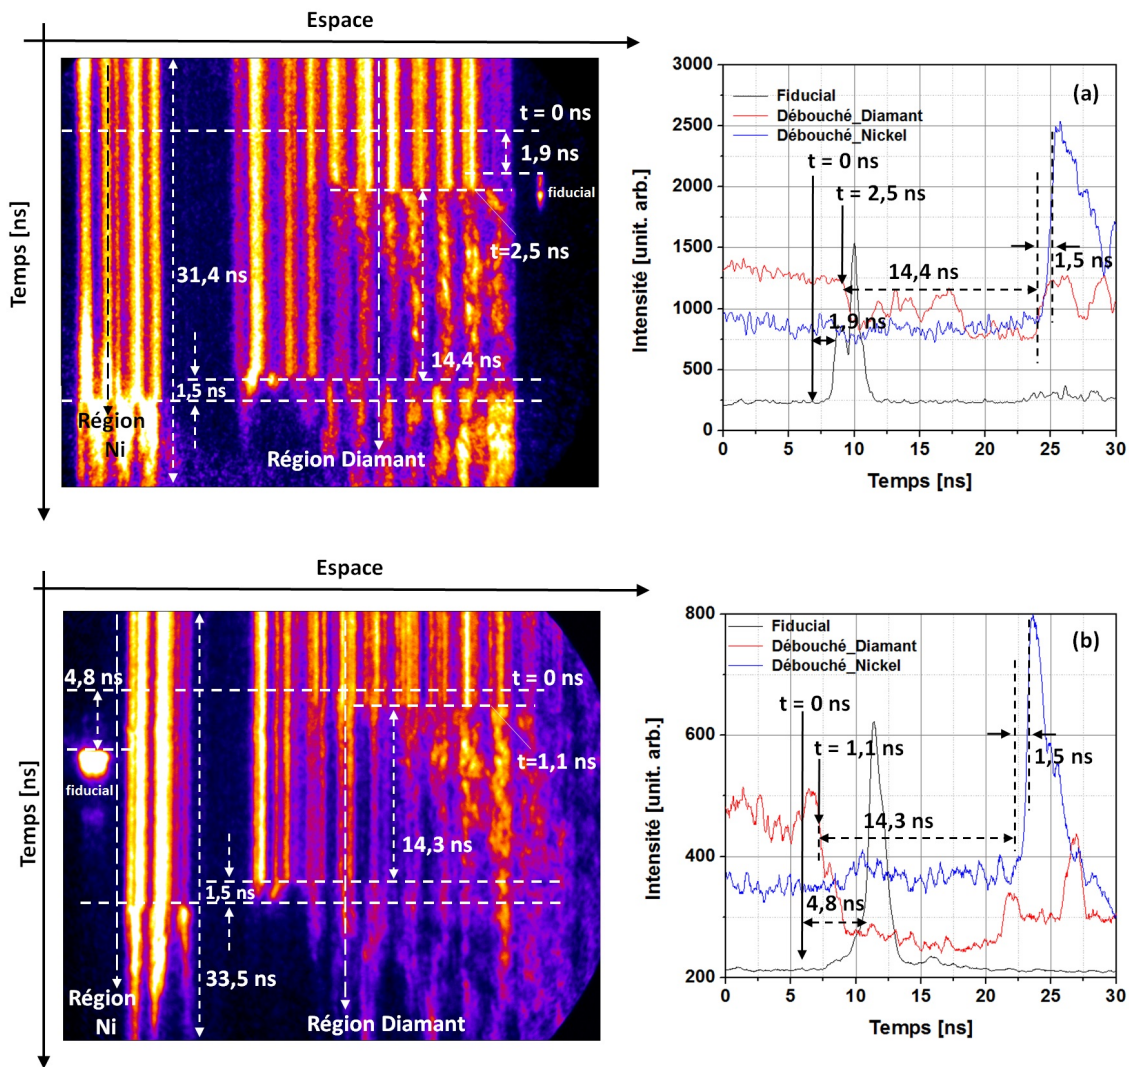 Espace
Temps [ns]
t = 0 ns
1,9 ns
fiducial
t=2,5 ns
31,4 ns
14,4 ns
1,5 ns
Région
Ni
Région Diamant
(a)
Fiducial
Débouché_Diamant
Débouché_Nickel
t = 0 ns
t = 2,5 ns
14,4 ns
1,5 ns
1,9 ns
Intensité [unit. arb.]
3000
2500
2000
1500
1000
500
0
0 5 10 15 20 25 30
Temps [ns]
Espace
Temps [ns]
4,8 ns
t = 0 ns
fiducial
t=1,1 ns
14,3 ns
1,5 ns
33,5 ns
Région
Ni
Région Diamant
(b)
Fiducial
Débouché_Diamant
Débouché_Nickel
t = 0 ns
t = 1,1 ns
1,5 ns
14,3 ns
4,8 ns
Intensité [unit. arb.]
800
600
400
200
0 5 10 15 20 25 30
Temps [ns]